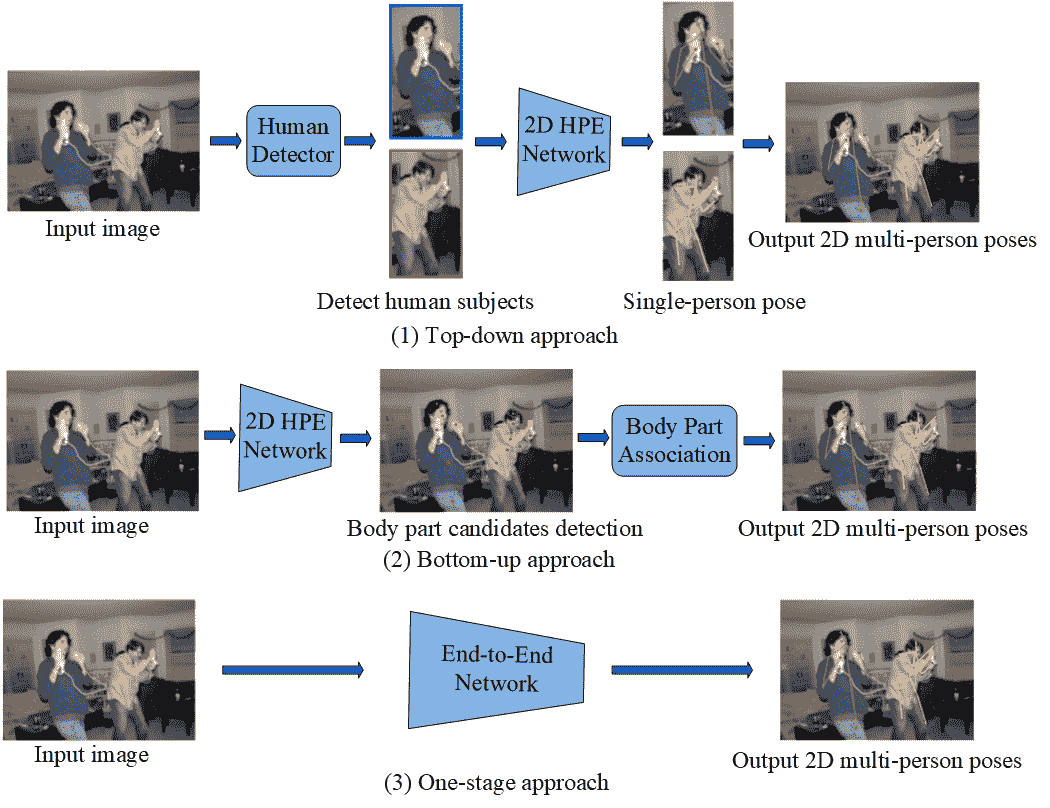 Human
Detector
2D HPE
Network
Input image
Output 2D multi-person poses
Detect human subjects
Single-person pose
(1) Top-down approach
2D HPE
Network
Body Part
Association
Input image
Body part candidates detection
Output 2D multi-person poses
(2) Bottom-up approach
End-to-End
Network
Input image
Output 2D multi-person poses
(3) One-stage approach